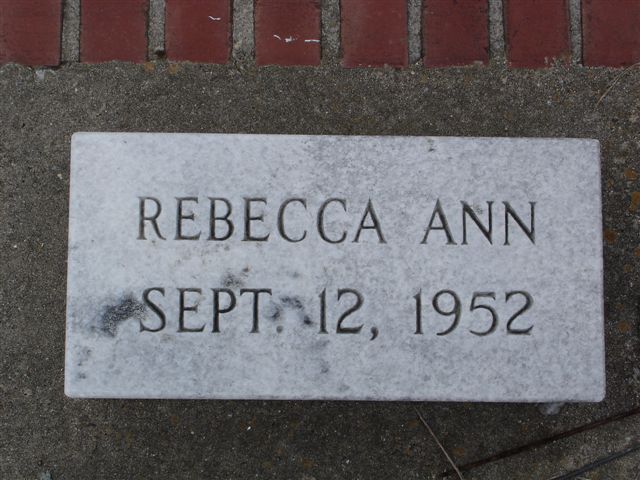 REBECCA ANN
SEPT. 12, 1952